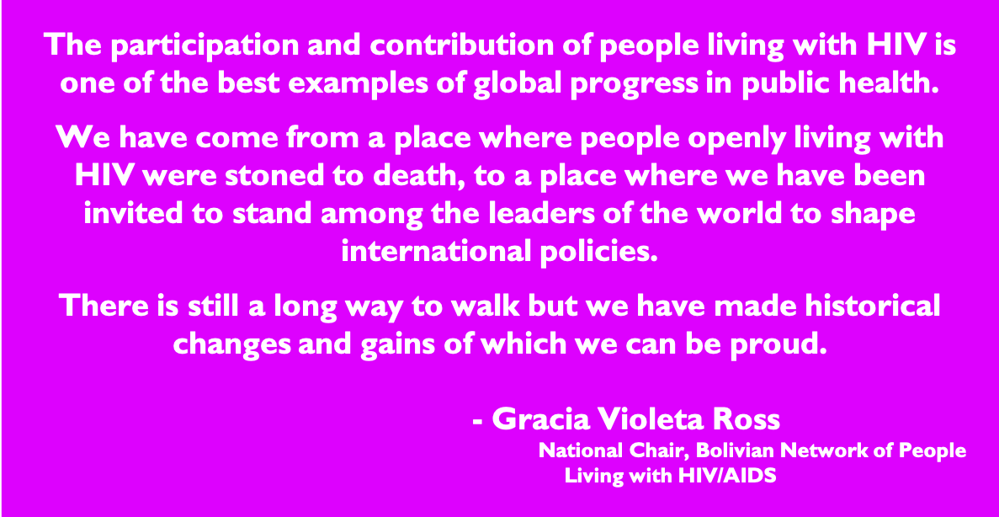 The participation and contribution of people living with HIV is
one of the best examples of global progress in public health.
We have come from a place where people openly living with
HIV were stoned to death, to a place where we have been
invited to stand among the leaders of the world to shape
international policies.
There is still a long way to walk but we have made historical
changes and gains of which we can be proud.
- Gracia Violeta Ross
National Chair, Bolivian Network of People
Living with HIV/AIDS